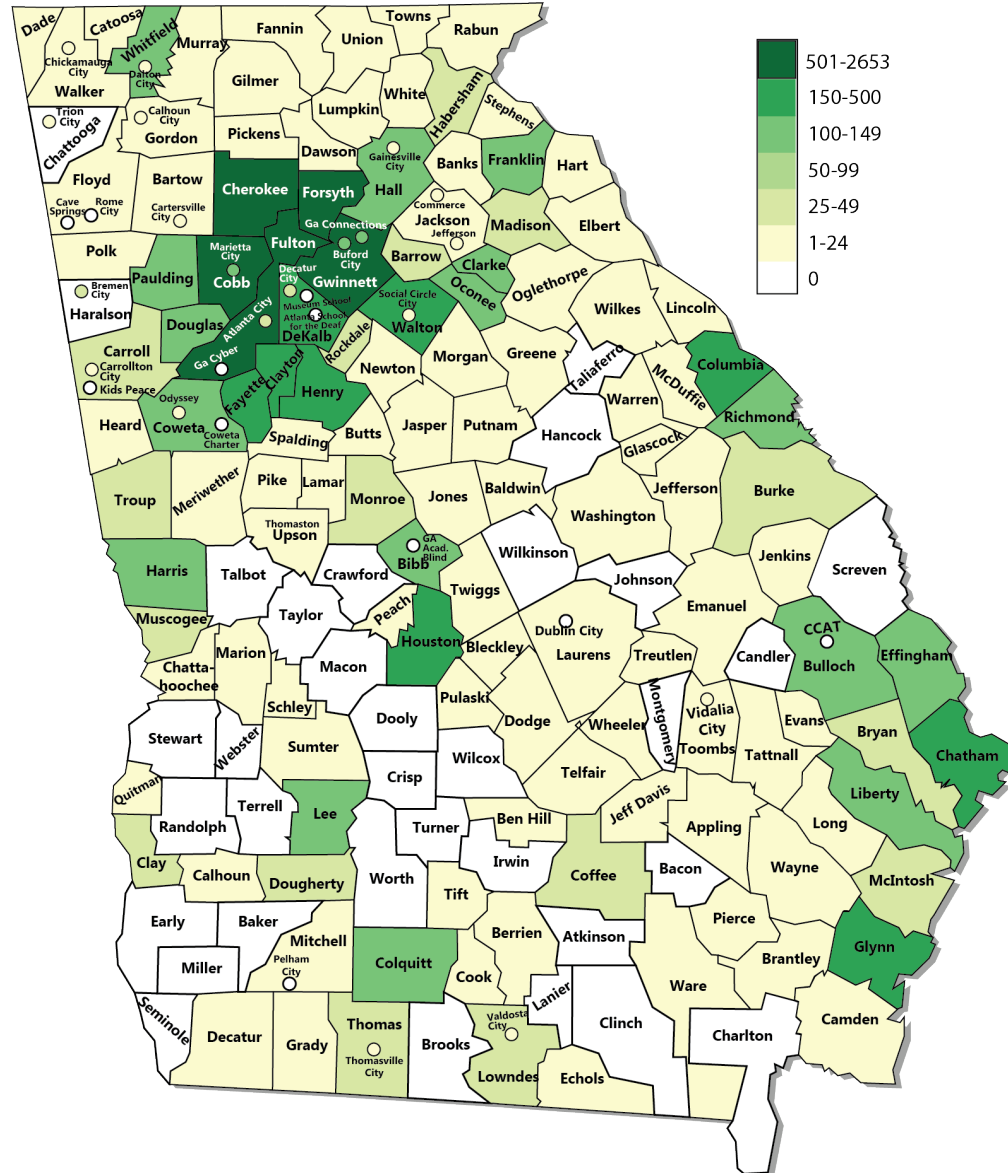 Dade
Catoosa
Whitfield
Murray
Fannin
Union
Towns
Rabun
Chickamauga
City
Dalton
City
Walker
Gilmer
Lumpkin
White
Habersham
Stephens
Trion
City
Chattooga
Calhoun
City
Gordon
Pickens
Dawson
Gainesville
City
Hall
Banks
Franklin
Hart
Floyd
Cave
Springs
Rome
City
Bartow
Cartersville
City
Cherokee
Forsyth
Commerce
Jackson
Jefferson
Madison
Elbert
Polk
Paulding
Marietta
City
Cobb
Fulton
Ga Connections
Buford
City
Gwinnett
Barrow
Clarke
Oconee
Oglethorpe
Wilkes
Lincoln
Bremen
City
Haralson
Douglas
Atlanta City
Decatur
City
Museum School
Atlanta School
for the Deaf
DeKalb
Rockdale
Social Circle
City
Walton
Morgan
Greene
Taliaferro
Columbia
Carroll
Carrollton
City
Kids Peace
Ga Cyber
Fayette
Clayton
Henry
Newton
Warren
McDuffie
Richmond
Heard
Odyssey
Coweta
Coweta
Charter
Spalding
Butts
Jasper
Putnam
Hancock
Glascock
Jefferson
Burke
Troup
Meriwether
Pike
Lamar
Monroe
Jones
Baldwin
Washington
Thomaston
Upson
GA
Acad.
Blind
Bibb
Wilkinson
Jenkins
Screven
Harris
Talbot
Crawford
Twiggs
Johnson
Emanuel
Muscogee
Taylor
Peach
Houston
Bleckley
Dublin City
Laurens
Treutlen
Candler
CCAT
Bulloch
Effingham
Chatta-
hoochee
Marion
Macon
Schley
Pulaski
Dodge
Wheeler
Montgomery
Vidalia
City
Toombs
Evans
Bryan
Chatham
Stewart
Webster
Sumter
Dooly
Wilcox
Telfair
Tattnall
Liberty
Quitman
Crisp
Jeff Davis
Appling
Long
Randolph
Terrell
Lee
Turner
Ben Hill
Irwin
Coffee
Bacon
Wayne
McIntosh
Clay
Calhoun
Dougherty
Worth
Tift
Early
Baker
Mitchell
Pelham
City
Berrien
Atkinson
Pierce
Brantley
Glynn
Miller
Colquitt
Cook
Ware
Seminole
Decatur
Grady
Thomas
Thomasville
City
Brooks
Valdosta
City
Lowndes
Lanier
Clinch
Echols
Charlton
Camden
501-2653
150-500
100-149
50-99
25-49
1-24
0